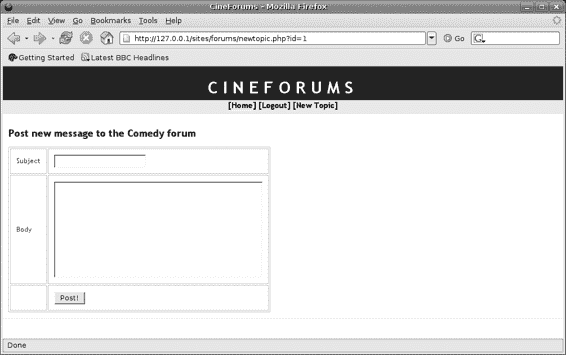 CineForums - Mozilla Firefox
File Edit View Go Bookmarks Tools Help
http://127.0.0.1/sites/forums/newtopic.php?id=1 Go G
Getting Started Latest BBC Headlines
CINEFORUMS
[Home] [Logout] [New Topic]
Post new message to the Comedy forum
Subject
Body
Post!
Done